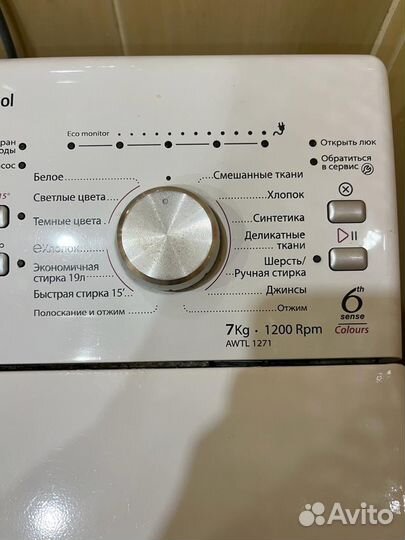 ol
Eco monitor
ран
оды
сос
15°
Открыть люк
Обратиться
в сервис
Белое
Светлые цвета
Темные цвета
eХлопок
Экономичная
стирка 19л
Быстрая стирка 15'
Полоскание и отжим
Смешанные ткани
Хлопок
Синтетика
Деликатные
ткани
Шерсть/
Ручная стирка
Джинсы
Отжим
7Kg · 1200 Rpm
AWTL 1271
6th
sense
Colours
Avito